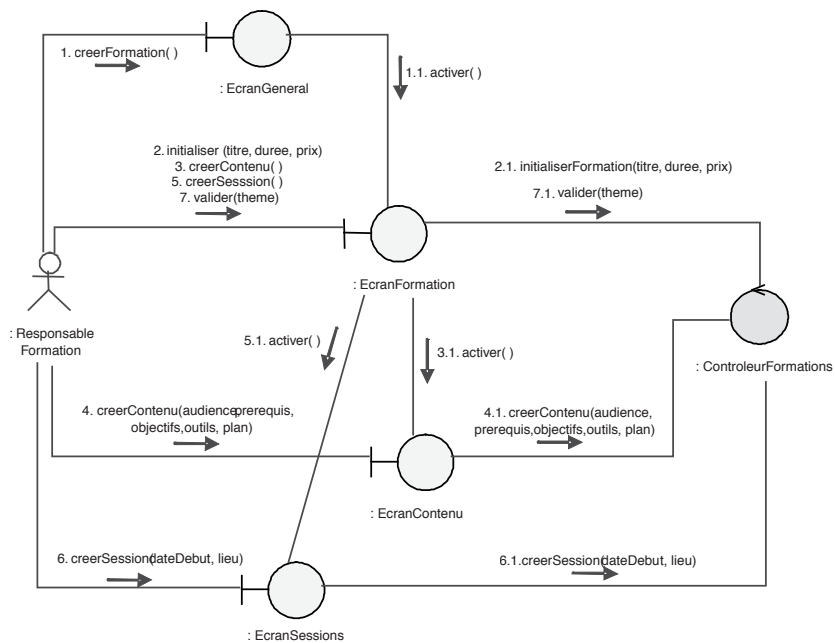 1. creerFormation( )
: EcranGeneral
1.1. activer( )
2. initialiser (titre, duree, prix)
3. creerContenu( )
5. creerSesssion( )
7. valider(theme)
2.1. initialiserFormation(titre, duree, prix)
7.1. valider(theme)
: EcranFormation
: Responsable
Formation
5.1. activer( )
3.1. activer( )
: ControleurFormations
4. creerContenu(audience,prerequis,
objectifs,outils, plan)
4.1. creerContenu(audience,
prerequis,objectifs,outils, plan)
: EcranContenu
6. creerSession(dateDebut, lieu)
6.1.creerSession(dateDebut, lieu)
: EcranSessions